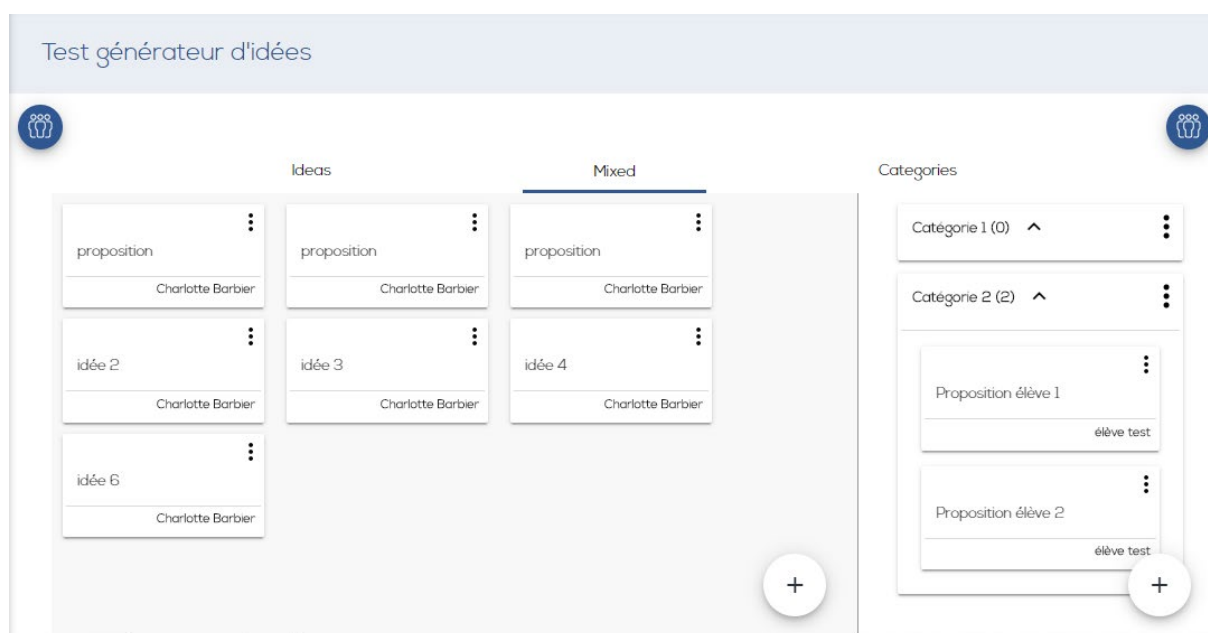 Test générateur d'idées
Ideas
Mixed
Categories
proposition
Charlotte Barbier
proposition
Charlotte Barbier
proposition
Charlotte Barbier
idée 2
Charlotte Barbier
idée 3
Charlotte Barbier
idée 4
Charlotte Barbier
idée 6
Charlotte Barbier
+
Catégorie 1 (0)
Catégorie 2 (2)
Proposition élève 1
élève test
Proposition élève 2
élève test
+